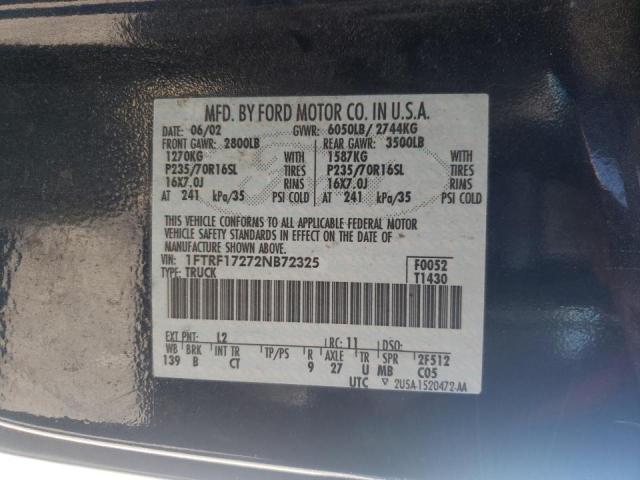 MFD. BY FORD MOTOR CO. IN U.S.A.
DATE: 06/02 GVWR: 6050LB/ 2744KG
FRONT GAWR: 2800LB REAR GAWR: 3500LB
1270KG WITH 1587KG WITH
P235/70R16SL TIRES P235/70R16SL TIRES
16X7.0J RIMS 16X7.0J RIMS
AT 241 kPa/35 PSI COLD AT 241 kPa/35 PSI COLD
THIS VEHICLE CONFORMS TO ALL APPLICABLE FEDERAL MOTOR
VEHICLE SAFETY STANDARDS IN EFFECT ON THE DATE OF
MANUFACTURE SHOWN ABOVE.
VIN: 1FTRF17272NB72325 F0052
TYPE: TRUCK T1430
EXT PNT: L2 RC: 11 DSO:
WB BRK INT TR TP/PS R AXLE TR SPR 2F512
139 B CT 9 27 U MB C05
UTC 2USA-1520472-AA